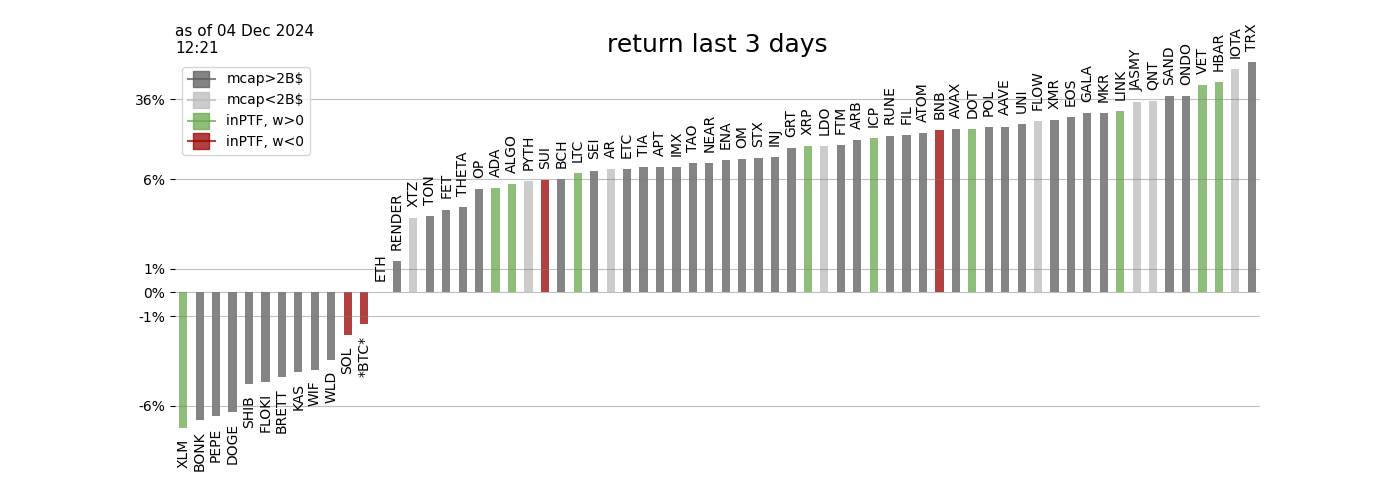 as of 04 Dec 2024
12:21
return last 3 days
mcap>2B$
mcap<2B$
inPTF, w>0
inPTF, w<0
36%
6%
1%
0%
-1%
-6%
XLM
BONK
PEPE
DOGE
SHIB
FLOKI
BRETT
KAS
WIF
WLD
SOL
*BTC*
ETH
RENDER
XTZ
TON
FET
THETA
OP
ADA
ALGO
PYTH
SUI
BCH
LTC
SEI
AR
ETC
TIA
APT
IMX
TAO
NEAR
ENA
OM
STX
INJ
GRT
XRP
LDO
FTM
ARB
ICP
RUNE
FIL
ATOM
BNB
AVAX
DOT
POL
AAVE
UNI
FLOW
XMR
EOS
GALA
MKR
LINK
JASMY
QNT
SAND
ONDO
VET
HBAR
IOTA
TRX